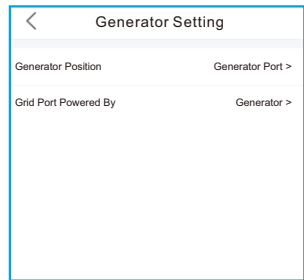 Generator Setting
Generator Position Generator Port >
Grid Port Powered By Generator >